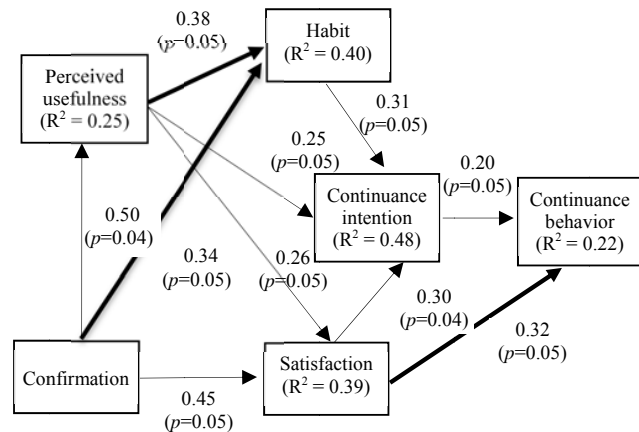 0.38
(p=0.05)
Habit
(R² = 0.40)
Perceived
usefulness
(R² = 0.25)
0.31
(p=0.05)
0.25
(p=0.05)
0.20
(p=0.05)
Continuance
intention
(R² = 0.48)
Continuance
behavior
(R² = 0.22)
0.50
(p=0.04)
0.34
(p=0.05)
0.26
(p=0.05)
0.30
(p=0.04)
0.32
(p=0.05)
Confirmation
Satisfaction
(R² = 0.39)
0.45
(p=0.05)